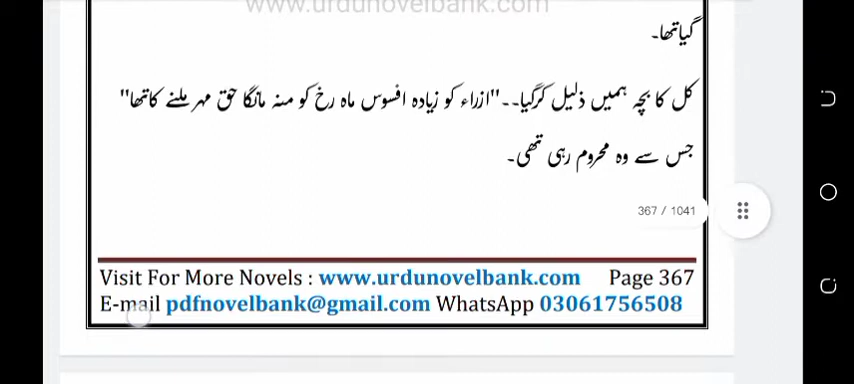 www.urdunovelbank.com
گیا تھا۔
"کل کا بچہ ہمیں ذلیل کرگیا۔۔"ازراء کو زیادہ افسوس ماہ رخ کو منہ مانگا حق مہر ملنے کا تھا
جس سے وہ محروم رہی تھی۔
367 / 1041
Visit For More Novels : www.urdunovelbank.com Page 367
E-mail pdfnovelbank@gmail.com WhatsApp 03061756508